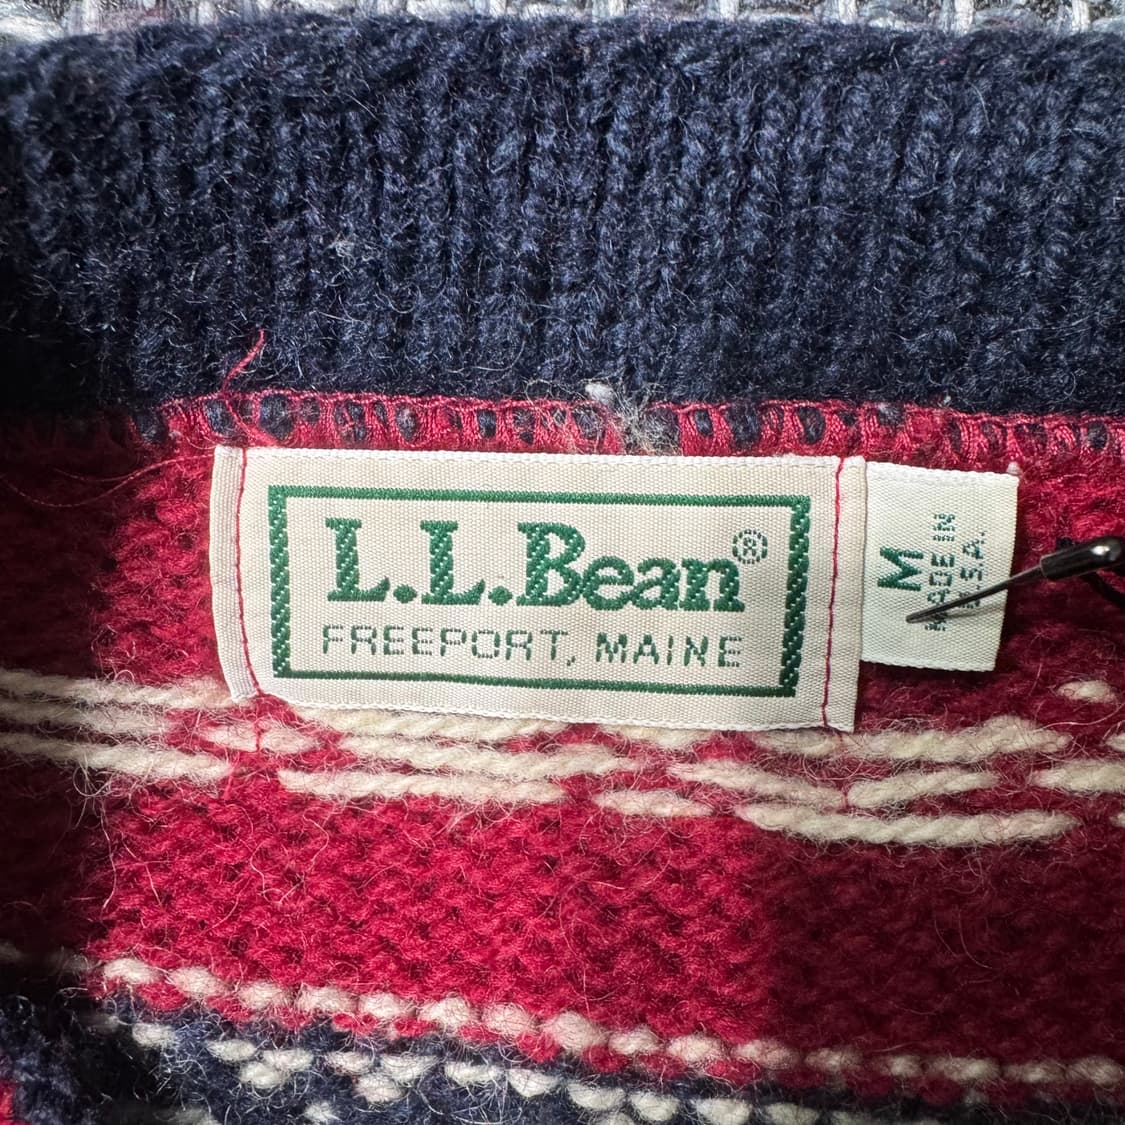 L.L.Bean®
FREEPORT, MAINE
M
MADE IN
U.S.A.